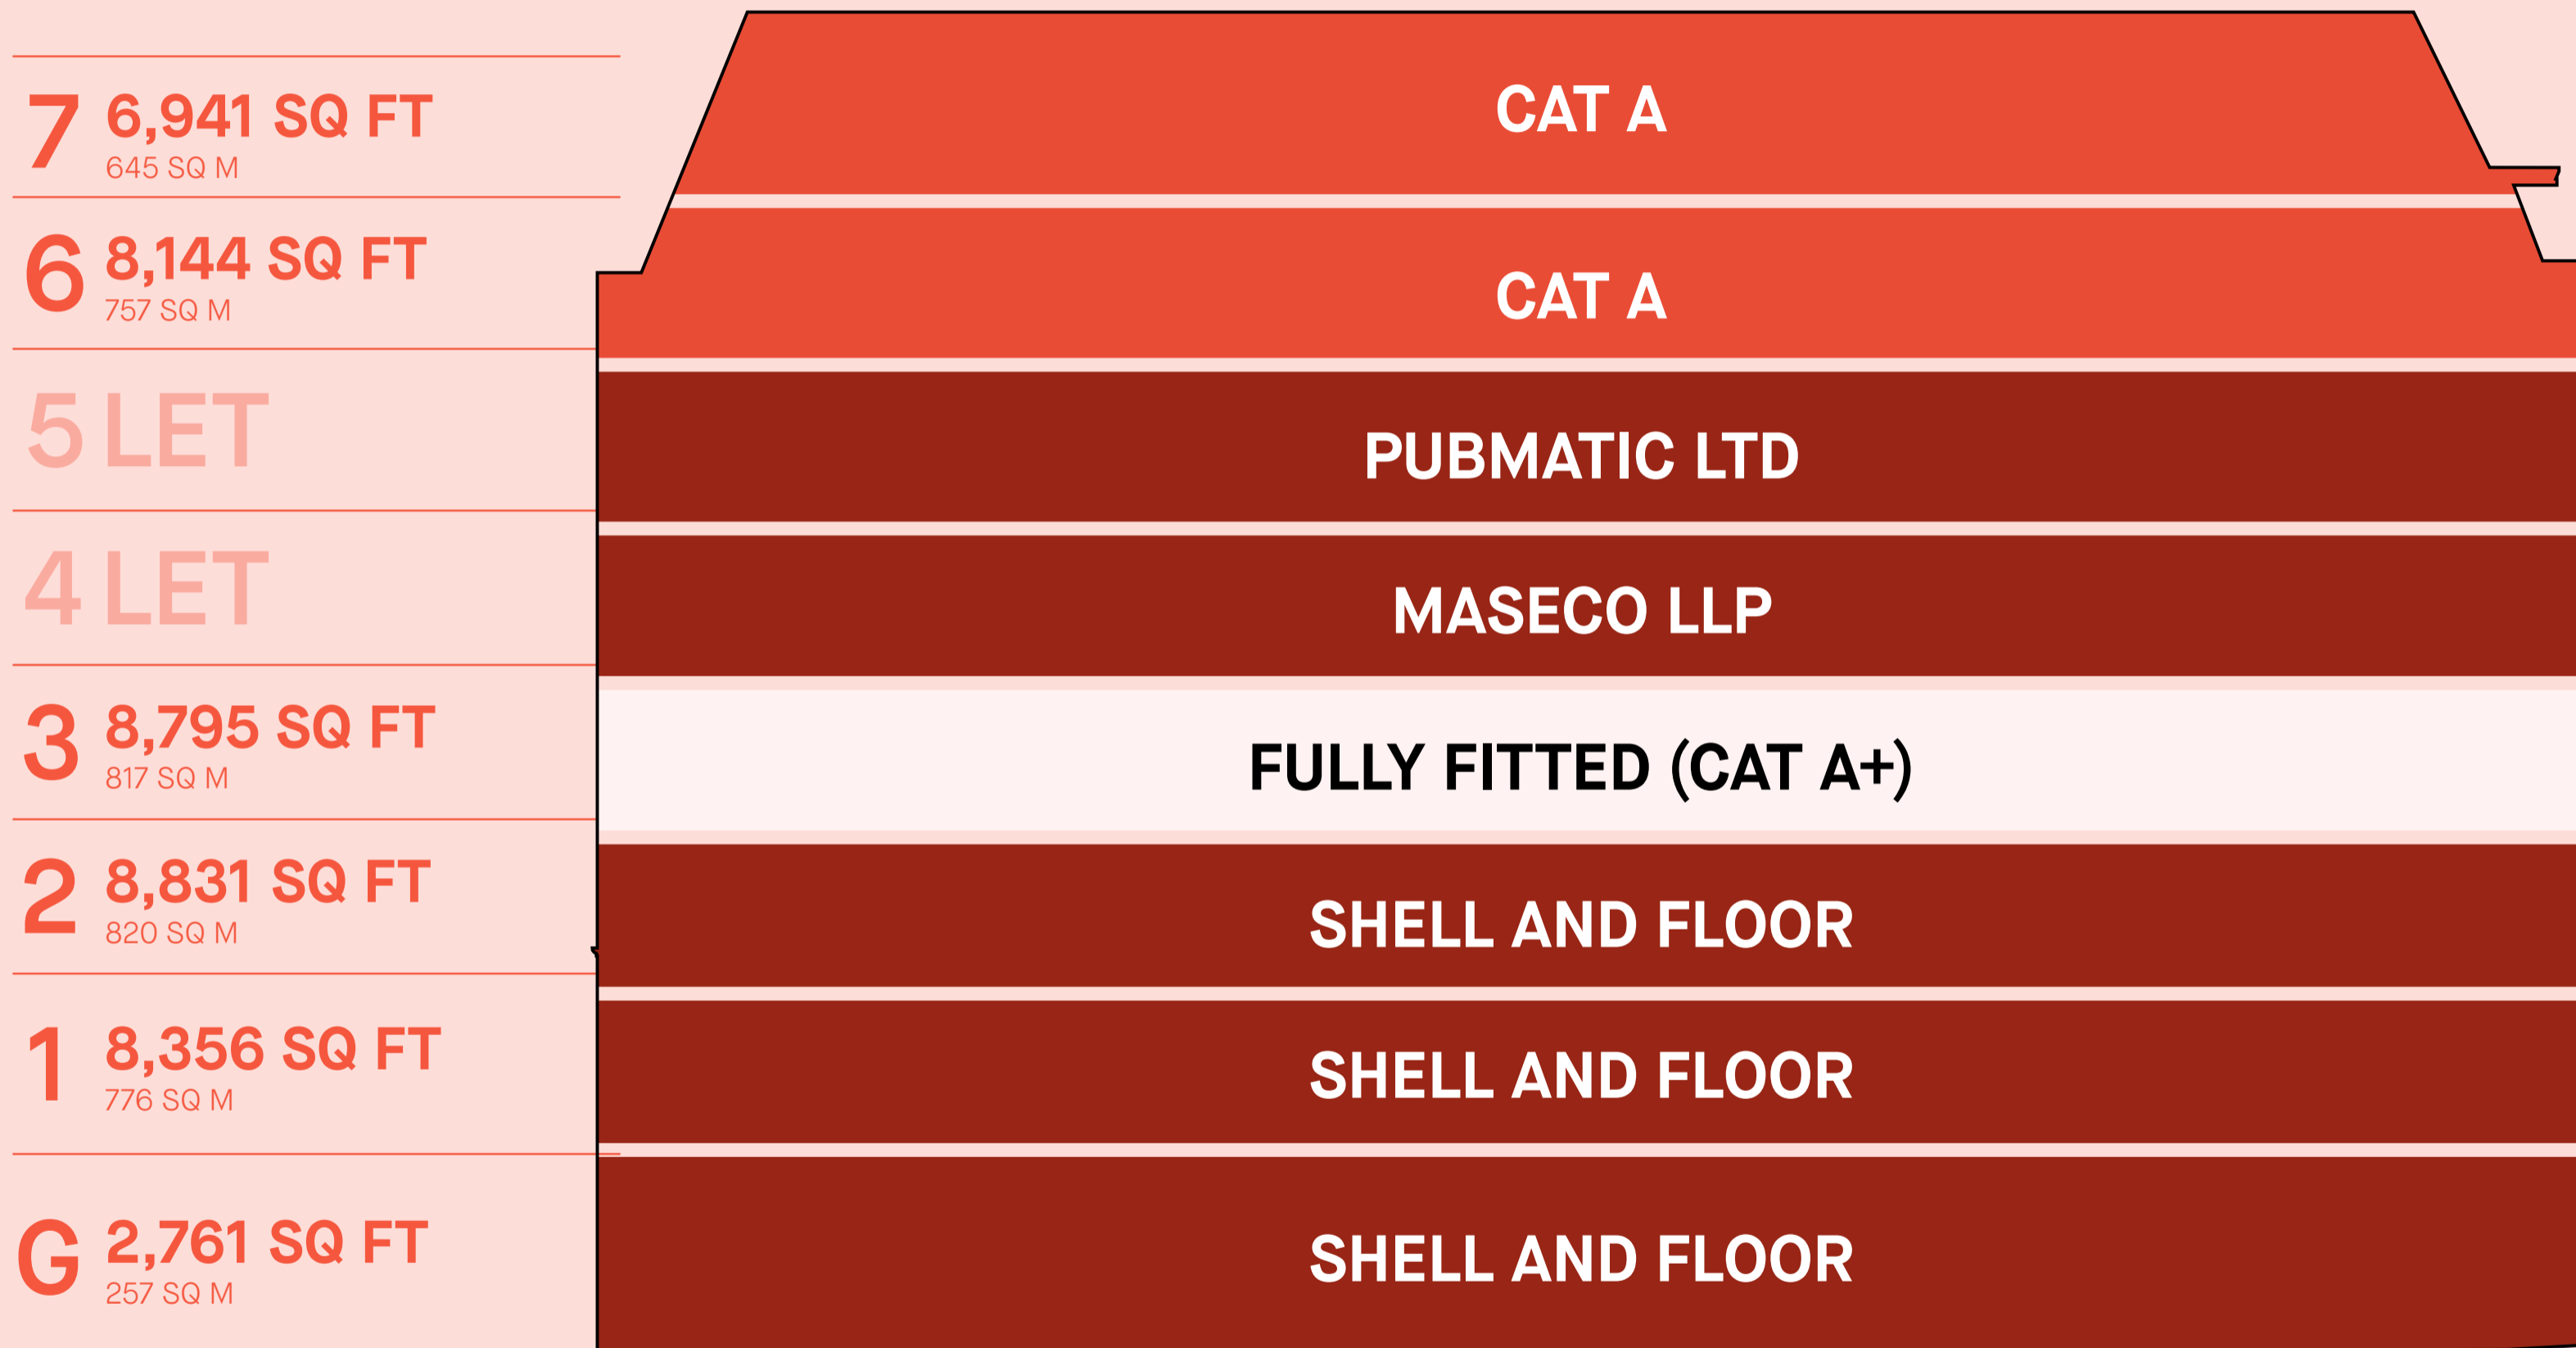 7 6,941 SQ FT
645 SQ M
CAT A
6 8,144 SQ FT
757 SQ M
CAT A
5 LET
PUBMATIC LTD
4 LET
MASECO LLP
3 8,795 SQ FT
817 SQ M
FULLY FITTED (CAT A+)
2 8,831 SQ FT
820 SQ M
SHELL AND FLOOR
1 8,356 SQ FT
776 SQ M
SHELL AND FLOOR
G 2,761 SQ FT
257 SQ M
SHELL AND FLOOR